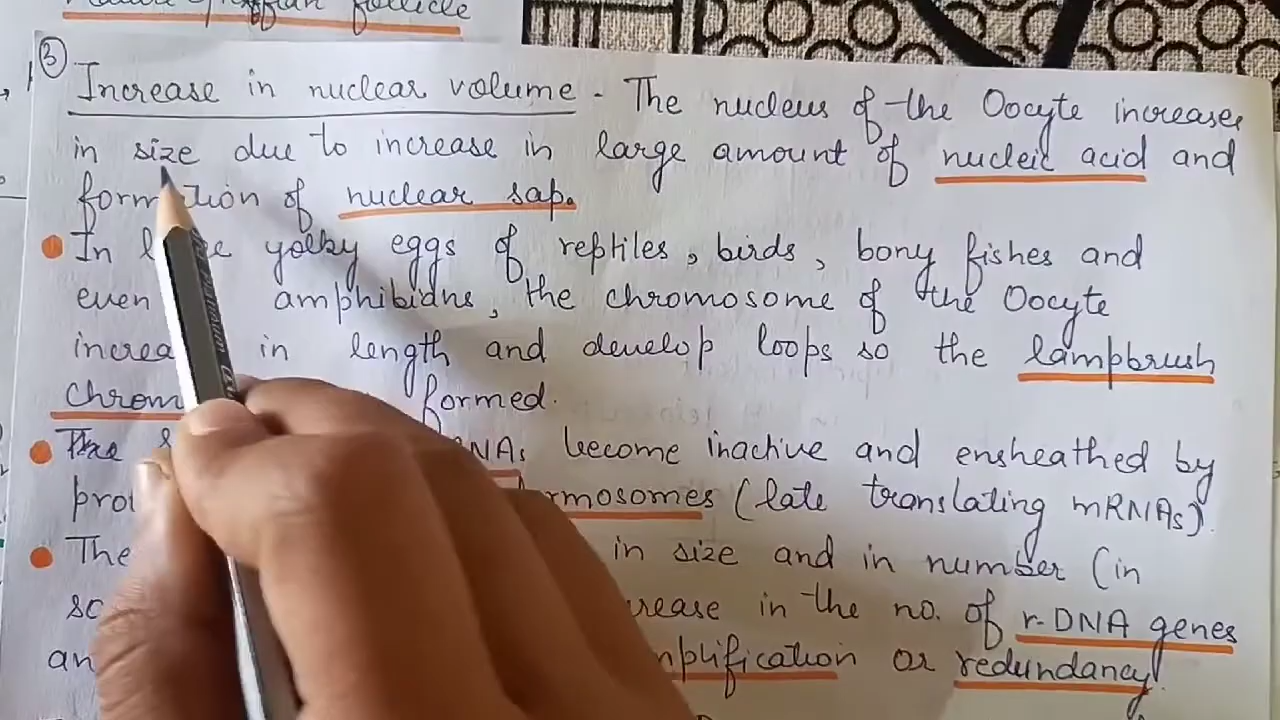 follicle
③
Increase in nuclear volume - The nucleus of the Oocyte increases
in size due to increase in large amount of nucleic acid and
formation of nuclear sap.
In yolky eggs of reptiles, birds, bony fishes and
even amphibians, the chromosome of the Oocyte
in length and develop loops so the lampbrush
formed.
The become inactive and ensheathed by
(late translating mRNAs).
The in size and in number (in
in the no. of r-DNA genes
or redundancy.